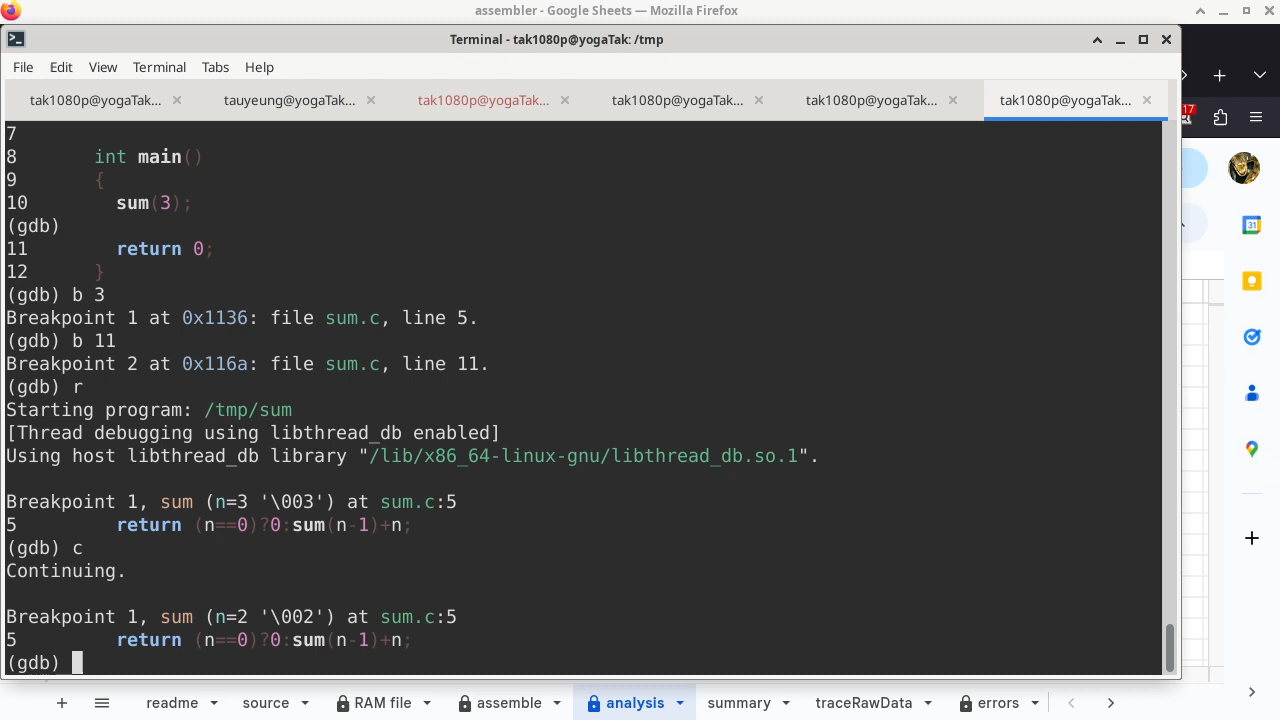 assembler - Google Sheets — Mozilla Firefox
Terminal - tak1080p@yogaTak: /tmp
File Edit View Terminal Tabs Help
tak1080p@yogaTak... tauyeung@yogaTak... tak1080p@yogaTak... tak1080p@yogaTak... tak1080p@yogaTak... tak1080p@yogaTak...
17
7
8 int main()
9 {
10 sum(3);
(gdb)
11 return 0;
12 }
(gdb) b 3
Breakpoint 1 at 0x1136: file sum.c, line 5.
(gdb) b 11
Breakpoint 2 at 0x116a: file sum.c, line 11.
(gdb) r
Starting program: /tmp/sum
[Thread debugging using libthread_db enabled]
Using host libthread_db library "/lib/x86_64-linux-gnu/libthread_db.so.1".
Breakpoint 1, sum (n=3 '\003') at sum.c:5
5 return (n==0)?0:sum(n-1)+n;
(gdb) c
Continuing.
Breakpoint 1, sum (n=2 '\002') at sum.c:5
5 return (n==0)?0:sum(n-1)+n;
(gdb)
31
readme source RAM file assemble analysis summary traceRawData errors